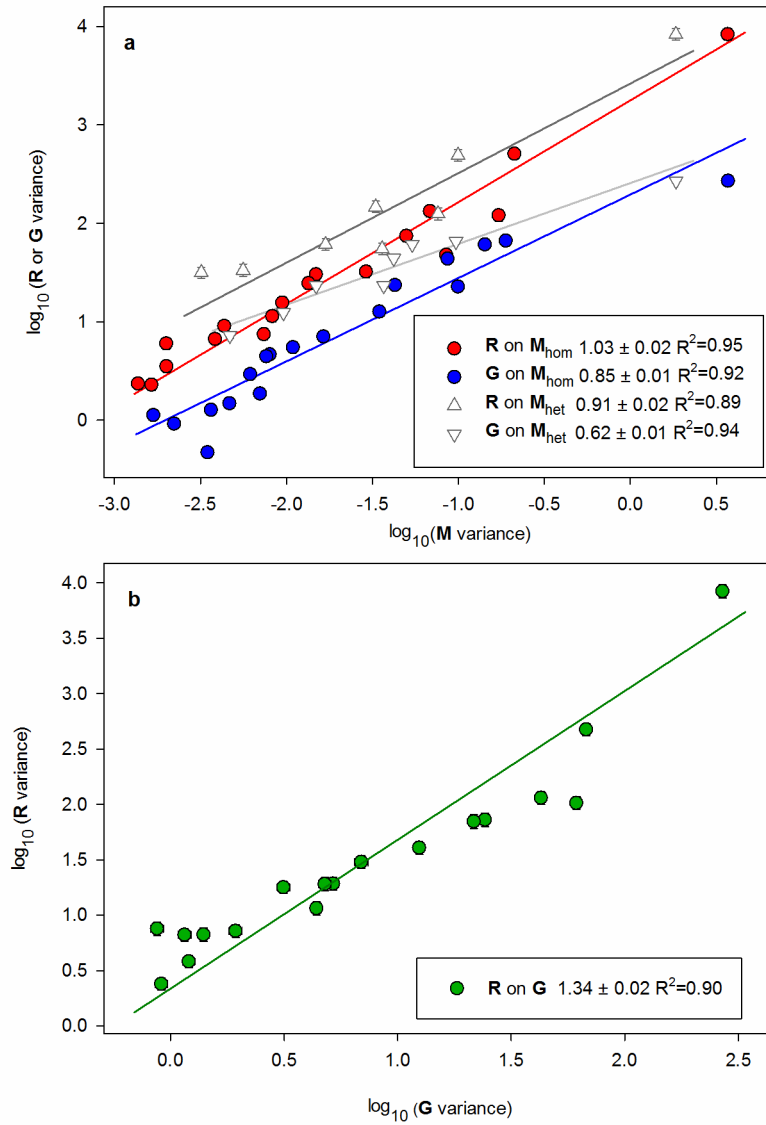 a
4
3
2
1
0
log10 (R or G variance)
R on Mhom 1.03 ± 0.02 R²=0.95
G on Mhom 0.85 ± 0.01 R²=0.92
R on Mhet 0.91 ± 0.02 R²=0.89
G on Mhet 0.62 ± 0.01 R²=0.94
-3.0 -2.5 -2.0 -1.5 -1.0 -0.5 0.0 0.5
log10(M variance)
b
4.0
3.5
3.0
2.5
2.0
1.5
1.0
0.5
0.0
log10 (R variance)
R on G 1.34 ± 0.02 R²=0.90
0.0 0.5 1.0 1.5 2.0 2.5
log10 (G variance)